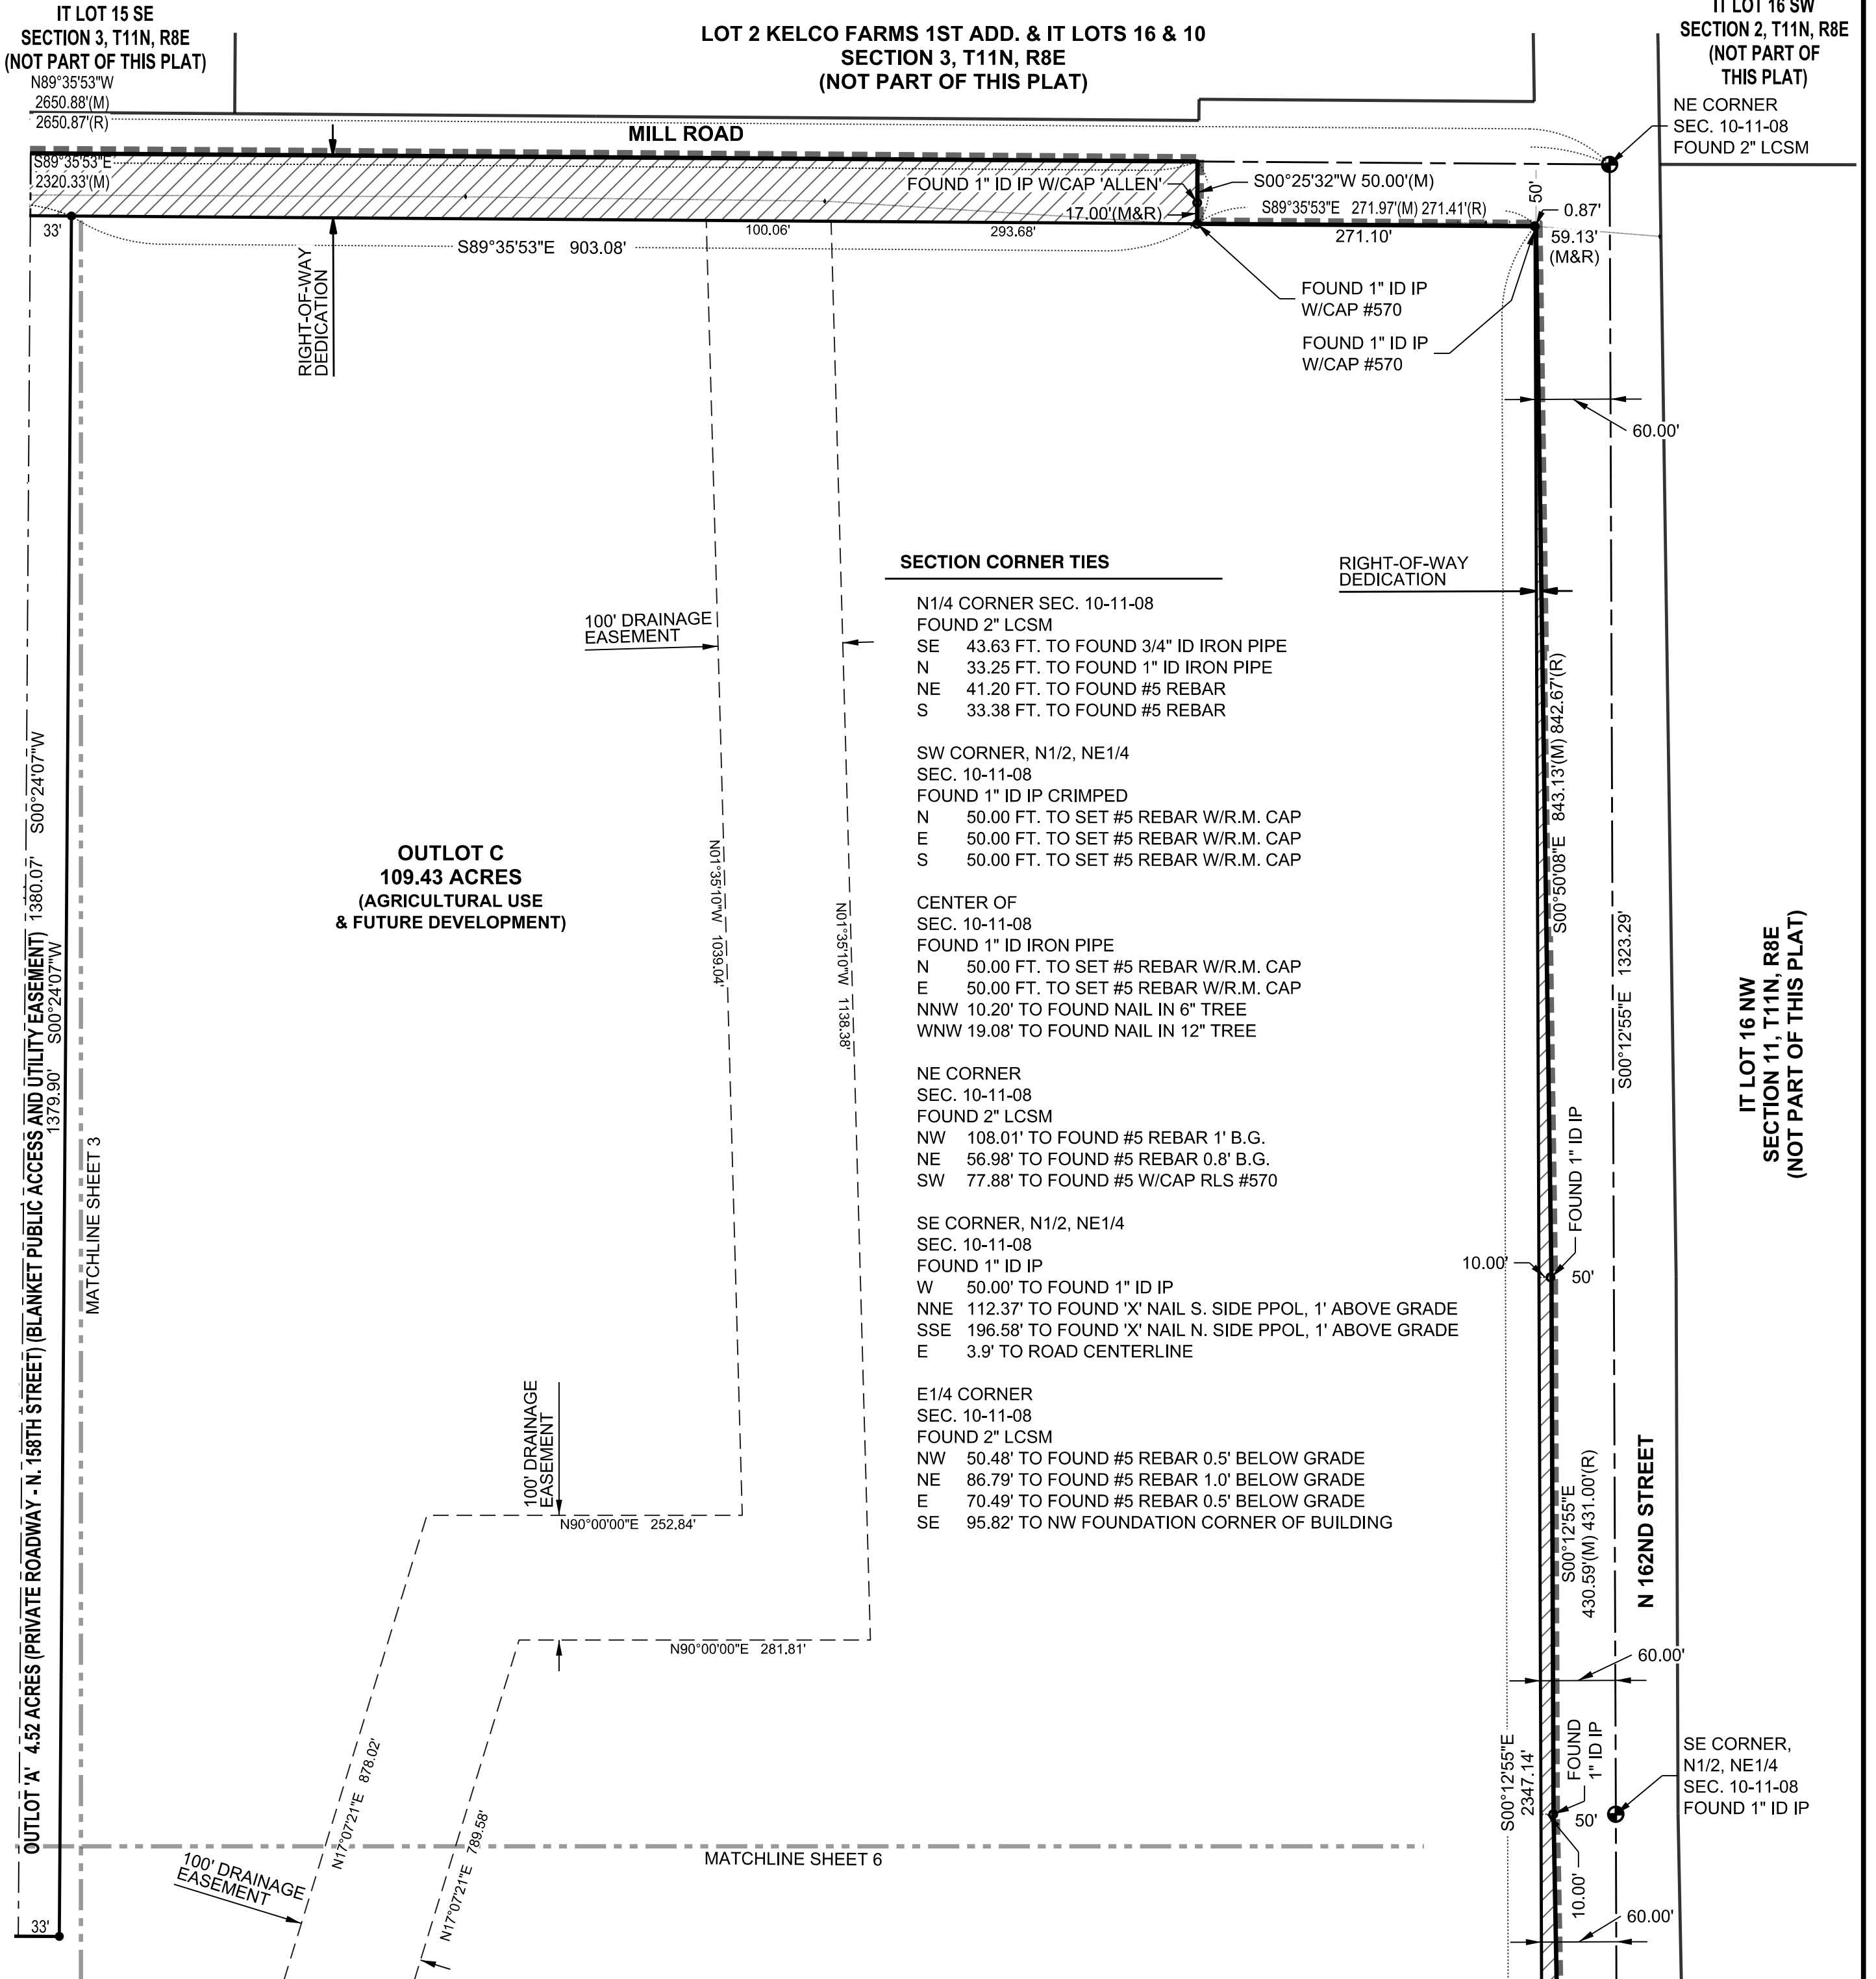 IT LOT 15 SE
SECTION 3, T11N, R8E
(NOT PART OF THIS PLAT)
N89°35'53"W
2650.88'(M)
2650.87'(R)
S89°35'53"E
2320.33'(M)
33'
LOT 2 KELCO FARMS 1ST ADD. & IT LOTS 16 & 10
SECTION 3, T11N, R8E
(NOT PART OF THIS PLAT)
IT LOT 16 SW
SECTION 2, T11N, R8E
(NOT PART OF
THIS PLAT)
NE CORNER
SEC. 10-11-08
FOUND 2" LCSM
MILL ROAD
FOUND 1" ID IP W/CAP 'ALLEN'
S00°25'32"W 50.00'(M)
17.00'(M&R)
S89°35'53"E 271.97'(M) 271.41'(R)
50'
0.87'
59.13'
(M&R)
271.10'
100.06'
293.68'
S89°35'53"E 903.08'
RIGHT-OF-WAY
DEDICATION
FOUND 1" ID IP
W/CAP #570
FOUND 1" ID IP
W/CAP #570
60.00'
RIGHT-OF-WAY
DEDICATION
100' DRAINAGE
EASEMENT
SECTION CORNER TIES
N1/4 CORNER SEC. 10-11-08
FOUND 2" LCSM
SE 43.63 FT. TO FOUND 3/4" ID IRON PIPE
N 33.25 FT. TO FOUND 1" ID IRON PIPE
NE 41.20 FT. TO FOUND #5 REBAR
S 33.38 FT. TO FOUND #5 REBAR
SW CORNER, N1/2, NE1/4
SEC. 10-11-08
FOUND 1" ID IP CRIMPED
N 50.00 FT. TO SET #5 REBAR W/R.M. CAP
E 50.00 FT. TO SET #5 REBAR W/R.M. CAP
S 50.00 FT. TO SET #5 REBAR W/R.M. CAP
CENTER OF
SEC. 10-11-08
FOUND 1" ID IRON PIPE
N 50.00 FT. TO SET #5 REBAR W/R.M. CAP
E 50.00 FT. TO SET #5 REBAR W/R.M. CAP
NNW 10.20' TO FOUND NAIL IN 6" TREE
WNW 19.08' TO FOUND NAIL IN 12" TREE
NE CORNER
SEC. 10-11-08
FOUND 2" LCSM
NW 108.01' TO FOUND #5 REBAR 1' B.G.
NE 56.98' TO FOUND #5 REBAR 0.8' B.G.
SW 77.88' TO FOUND #5 W/CAP RLS #570
SE CORNER, N1/2, NE1/4
SEC. 10-11-08
FOUND 1" ID IP
W 50.00' TO FOUND 1" ID IP
NNE 112.37' TO FOUND 'X' NAIL S. SIDE PPOL, 1' ABOVE GRADE
SSE 196.58' TO FOUND 'X' NAIL N. SIDE PPOL, 1' ABOVE GRADE
E 3.9' TO ROAD CENTERLINE
E1/4 CORNER
SEC. 10-11-08
FOUND 2" LCSM
NW 50.48' TO FOUND #5 REBAR 0.5' BELOW GRADE
NE 86.79' TO FOUND #5 REBAR 1.0' BELOW GRADE
E 70.49' TO FOUND #5 REBAR 0.5' BELOW GRADE
SE 95.82' TO NW FOUNDATION CORNER OF BUILDING
OUTLOT C
109.43 ACRES
(AGRICULTURAL USE
& FUTURE DEVELOPMENT)
N01°35'10"W 1039.04'
N01°35'10"W 1138.38'
OUTLOT 'A' 4.52 ACRES (PRIVATE ROADWAY - N. 158TH STREET) (BLANKET PUBLIC ACCESS AND UTILITY EASEMENT) 1380.07' S00°24'07"W
1379.90' S00°24'07"W
MATCHLINE SHEET 3
S00°50'08"E 843.13'(M) 842.67'(R)
S00°12'55"E 1323.29'
IT LOT 16 NW
SECTION 11, T11N, R8E
(NOT PART OF THIS PLAT)
FOUND 1" ID IP
10.00'
50'
100' DRAINAGE
EASEMENT
N90°00'00"E 252.84'
N90°00'00"E 281.81'
S00°12'55"E
430.59'(M) 431.00'(R)
N 162ND STREET
60.00'
FOUND
1" ID IP
S00°12'55"E
2347.14'
SE CORNER,
N1/2, NE1/4
SEC. 10-11-08
FOUND 1" ID IP
50'
10.00'
60.00'
N17°07'21"E 878.02'
N17°07'21"E 789.58'
MATCHLINE SHEET 6
100' DRAINAGE
EASEMENT
33'